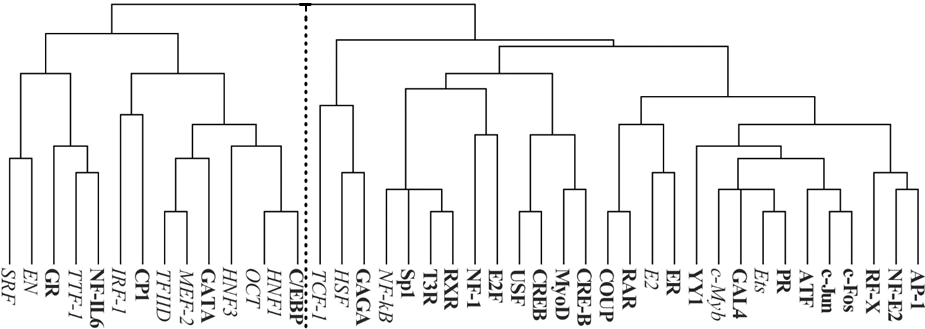 SRF
EN
GR
TTF-1
NF-IL6
IRF-1
CP1
TFIID
MEF-2
GATA
HNF3
OCT
HNF1
C/EBP
TCF-1
HSF
GAGA
NF-kB
Sp1
T3R
RXR
NF-1
E2F
USF
CREB
MyoD
CRE-B
COUP
RAR
E2
ER
YY1
c-Myb
GAL4
Ets
PR
ATF
c-Jun
c-Fos
RF-X
NF-E2
AP-1